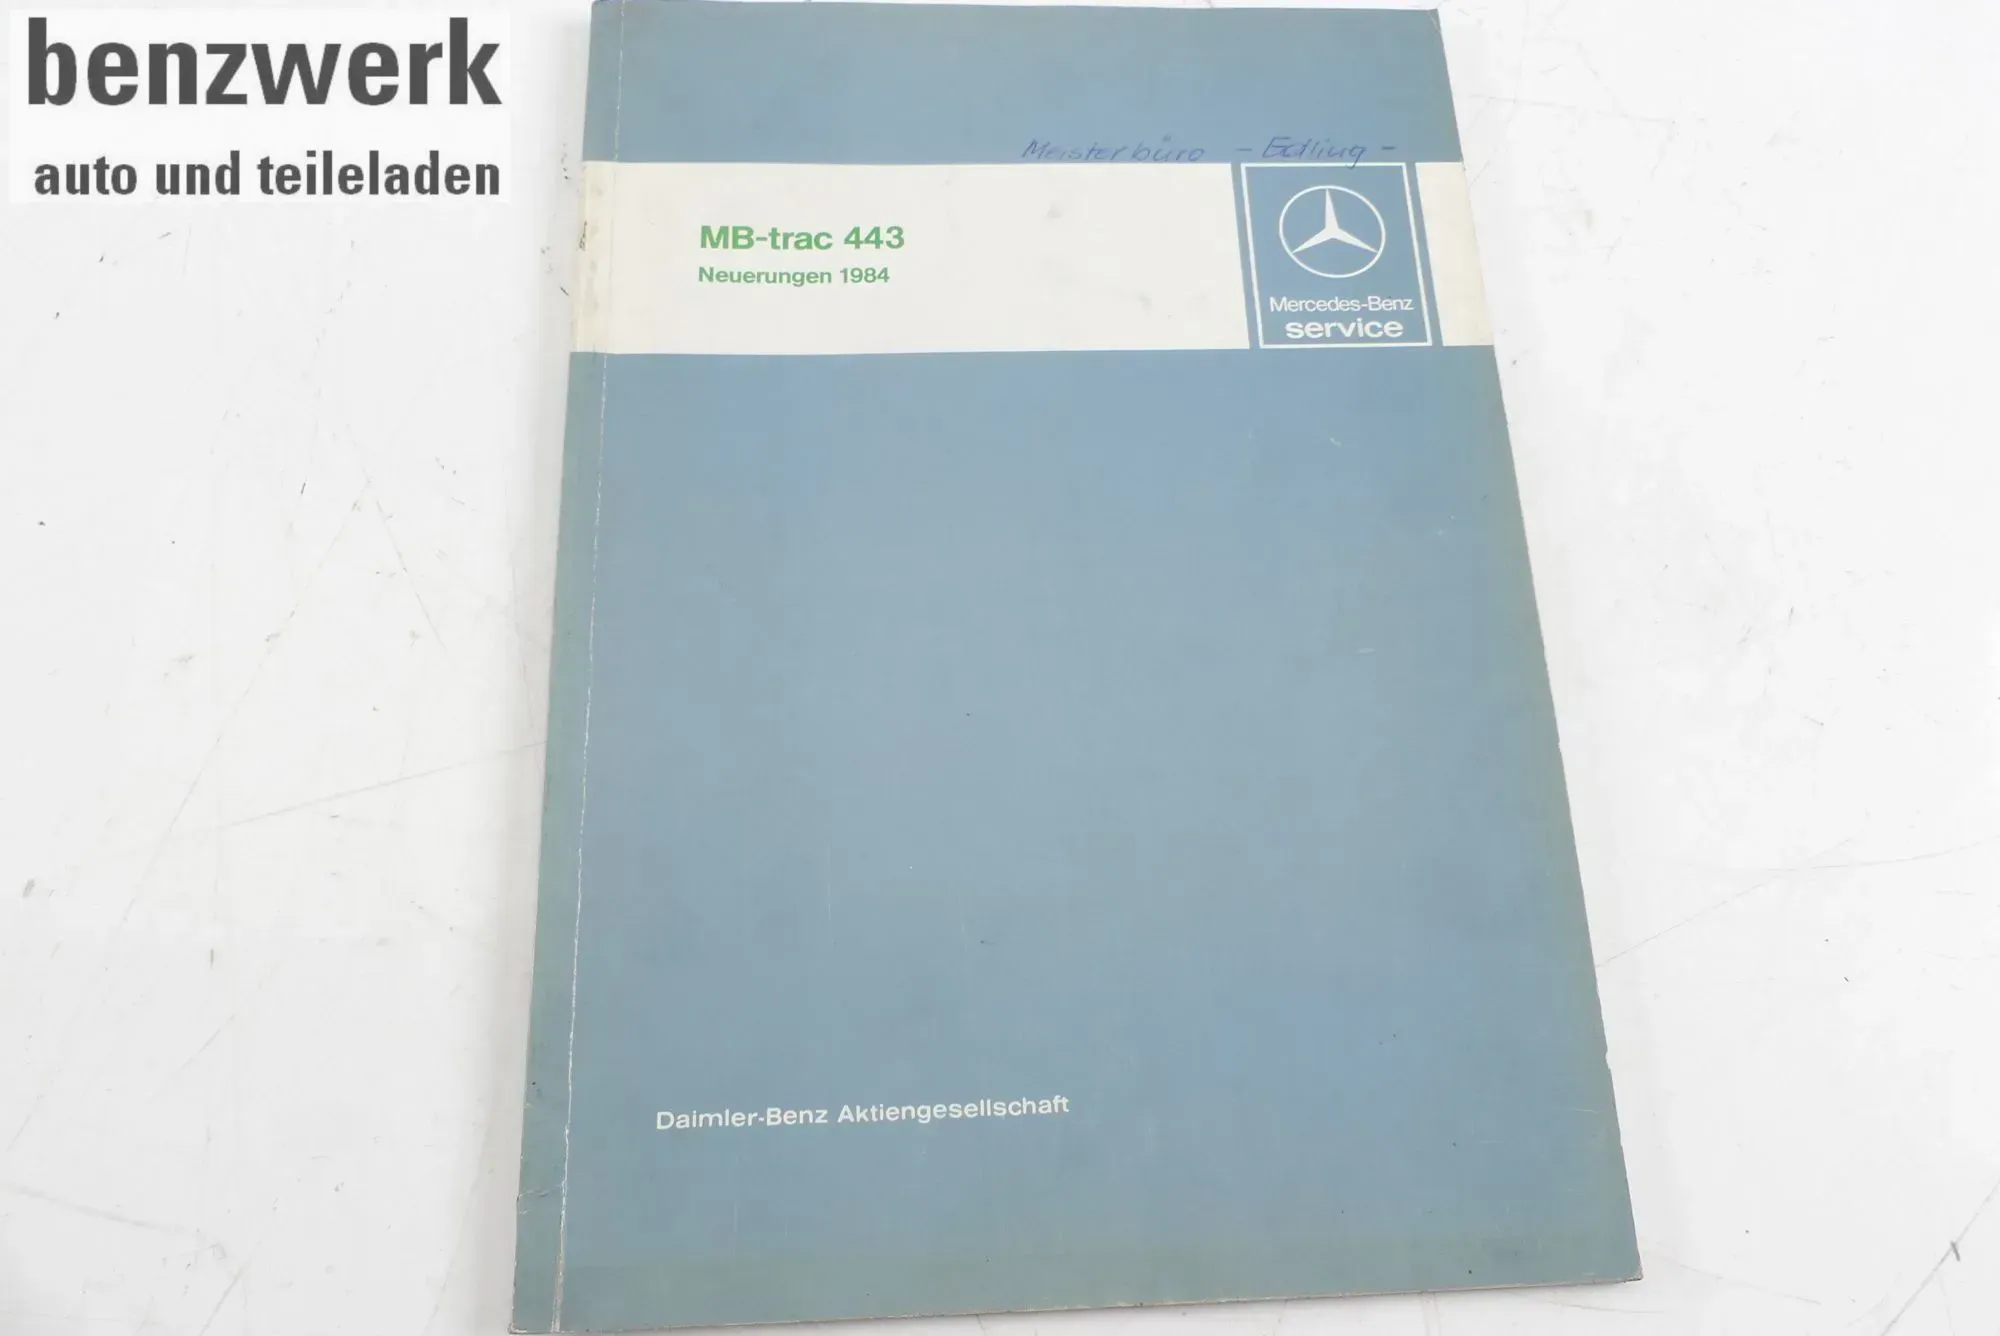 benzwerk
auto und teileladen
Meisterbüro - Edling -
MB-trac 443
Neuerungen 1984
Mercedes-Benz
service
Daimler-Benz Aktiengesellschaft